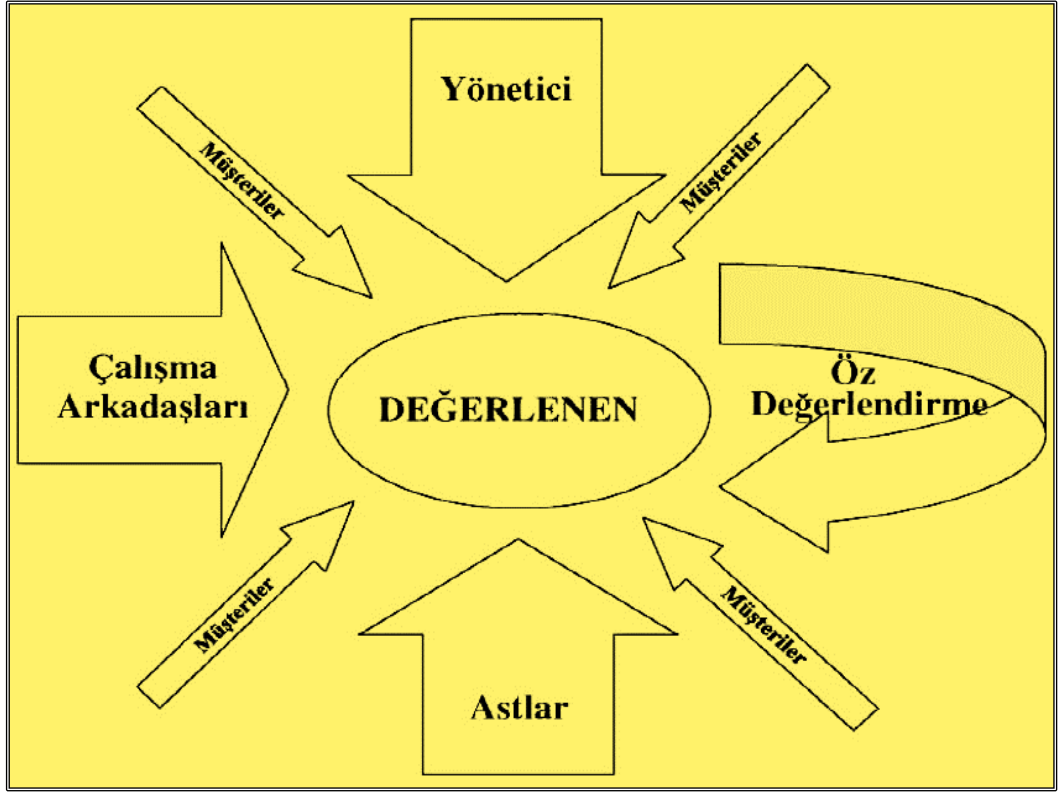 Yönetici
Müşteriler
Müşteriler
Çalışma
Arkadaşları
DEĞERLENEN
Öz
Değerlendirme
Müşteriler
Müşteriler
Astlar